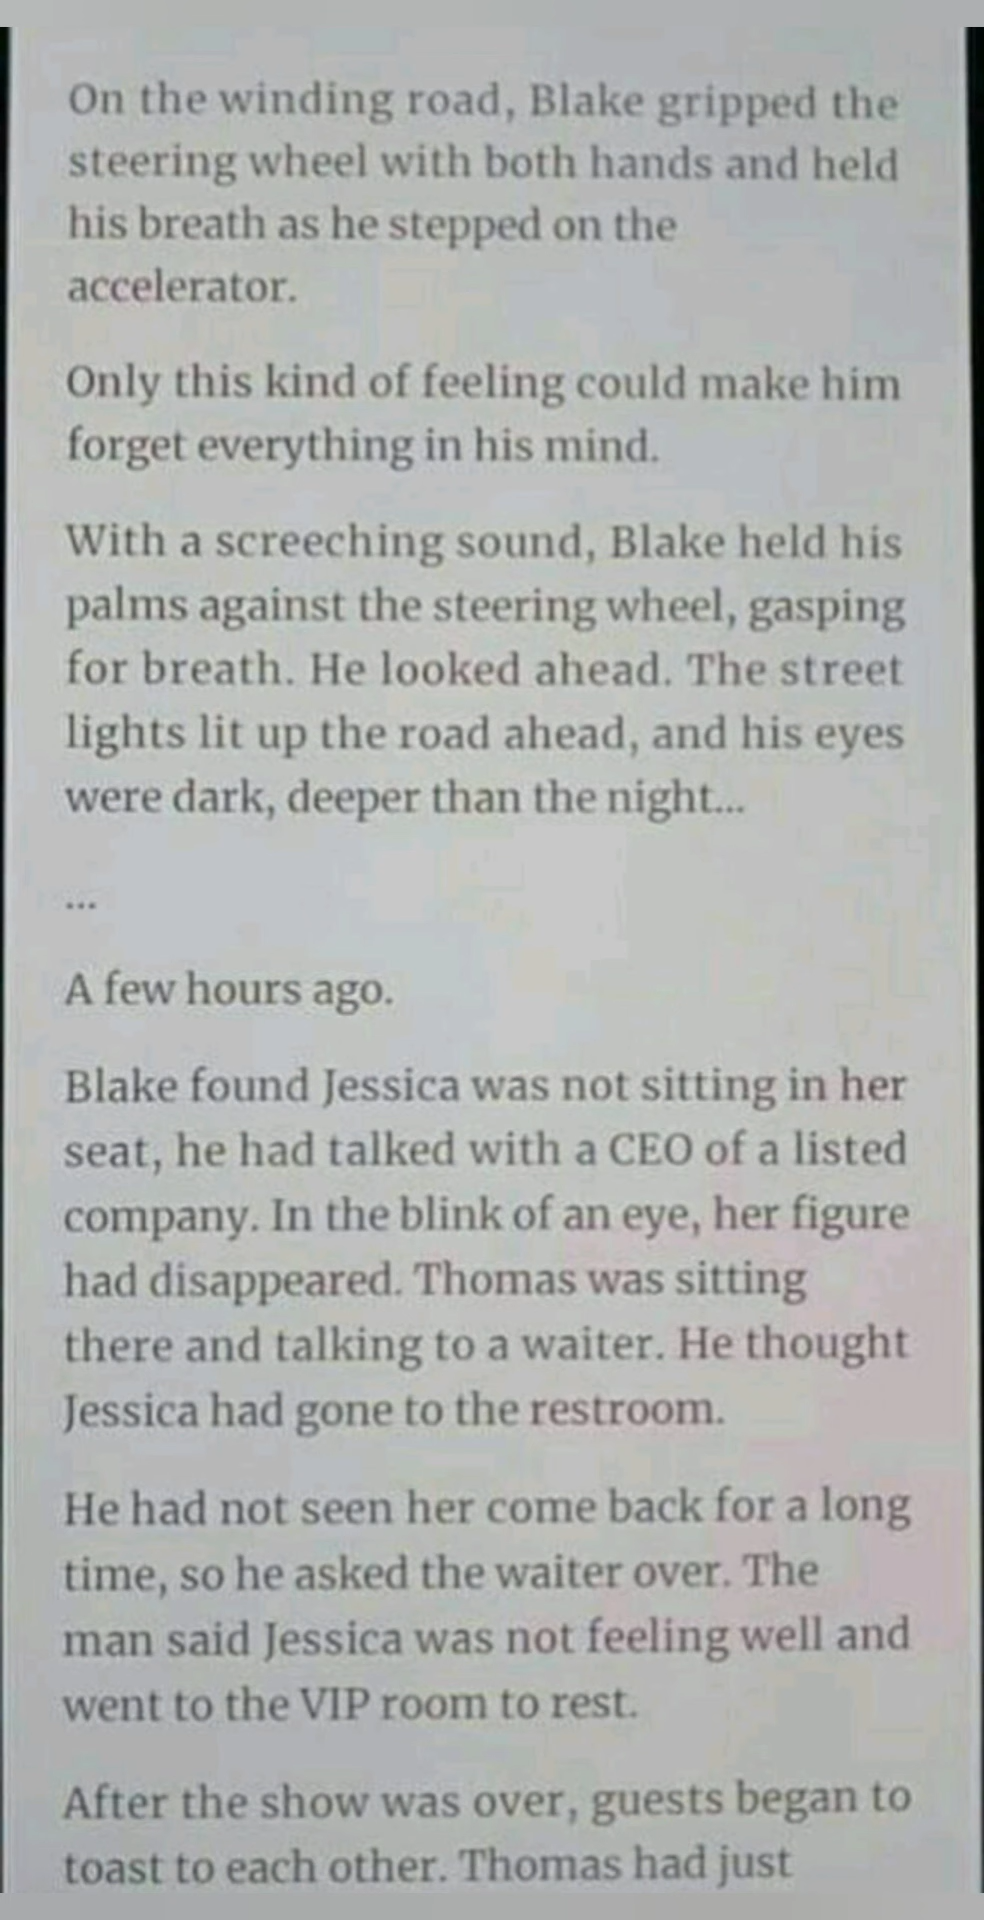 On the winding road, Blake gripped the
steering wheel with both hands and held
his breath as he stepped on the
accelerator.
Only this kind of feeling could make him
forget everything in his mind.
With a screeching sound, Blake held his
palms against the steering wheel, gasping
for breath. He looked ahead. The street
lights lit up the road ahead, and his eyes
were dark, deeper than the night...
...
A few hours ago.
Blake found Jessica was not sitting in her
seat, he had talked with a CEO of a listed
company. In the blink of an eye, her figure
had disappeared. Thomas was sitting
there and talking to a waiter. He thought
Jessica had gone to the restroom.
He had not seen her come back for a long
time, so he asked the waiter over. The
man said Jessica was not feeling well and
went to the VIP room to rest.
After the show was over, guests began to
toast to each other. Thomas had just